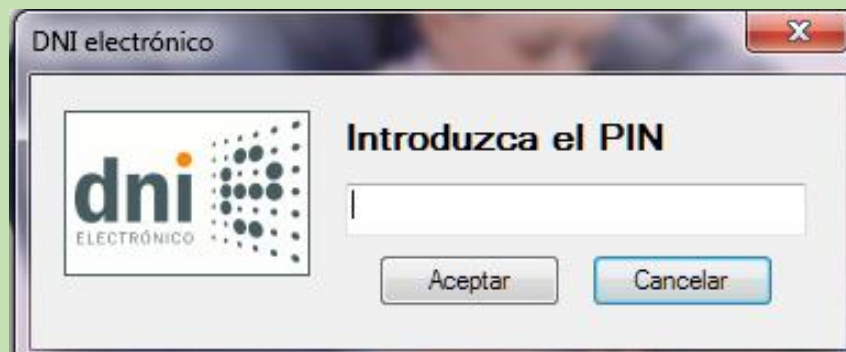 DNI electrónico
x
Introduzca el PIN
dni
ELECTRÓNICO
Aceptar
Cancelar